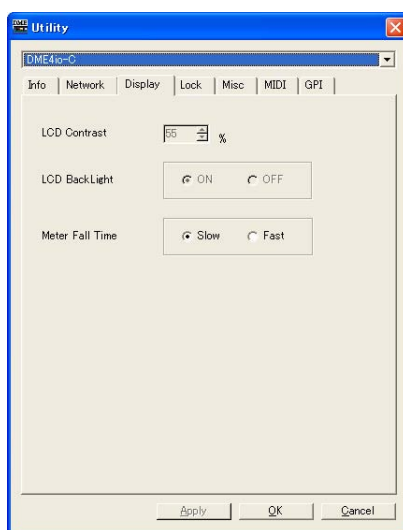 DME Utility
DME4io-C
Info Network Display Lock Misc MIDI GPI
LCD Contrast 55 %
LCD BackLight ON OFF
Meter Fall Time Slow Fast
Apply OK Cancel